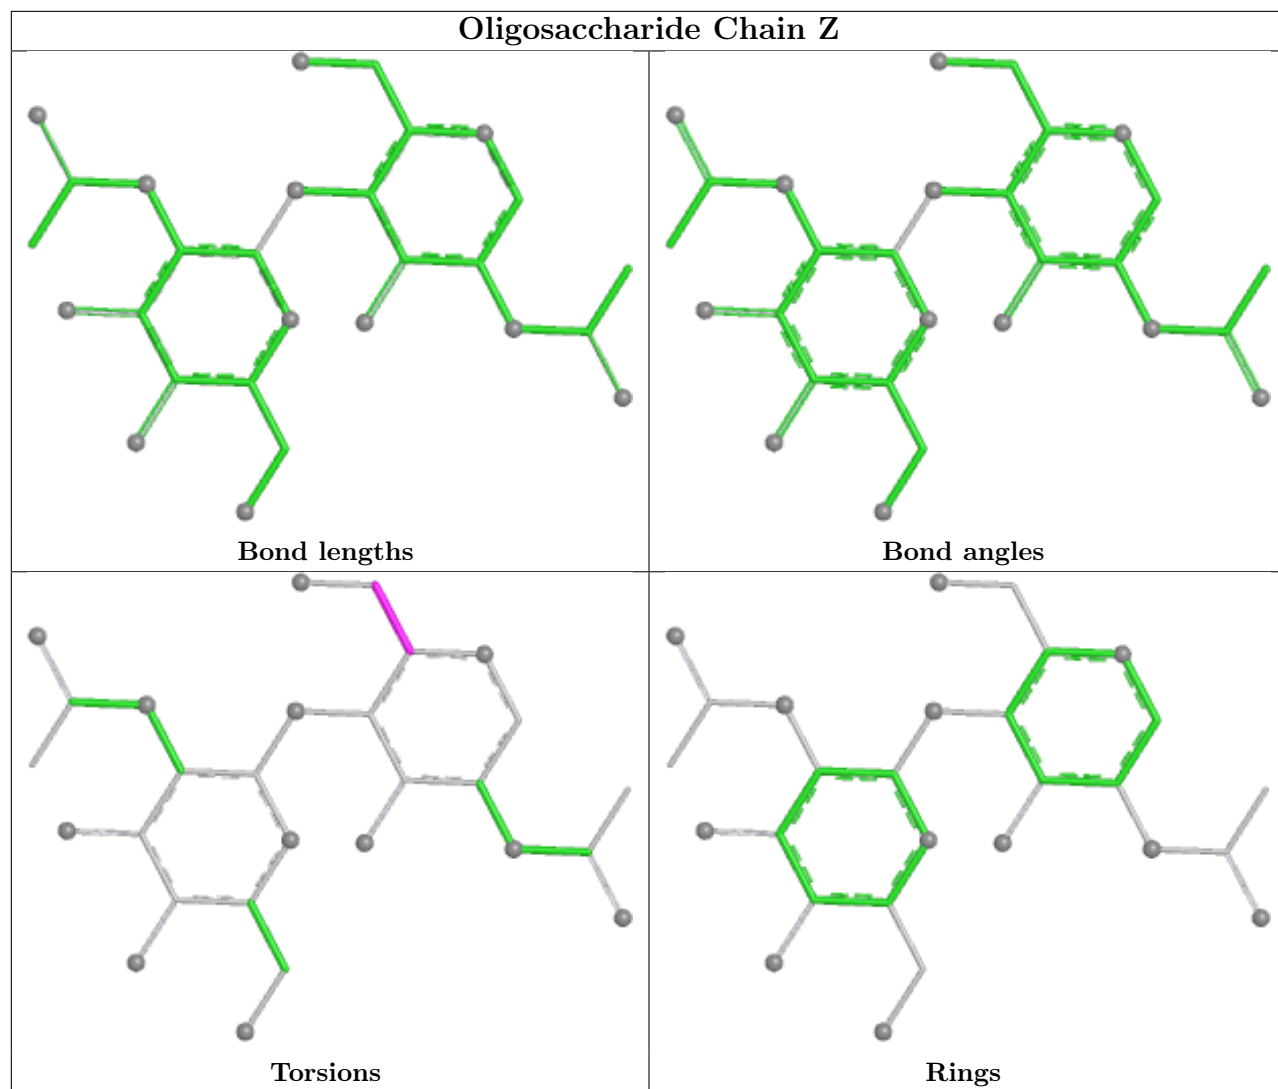 Oligosaccharide Chain Z
Bond lengths
Bond angles
Torsions
Rings